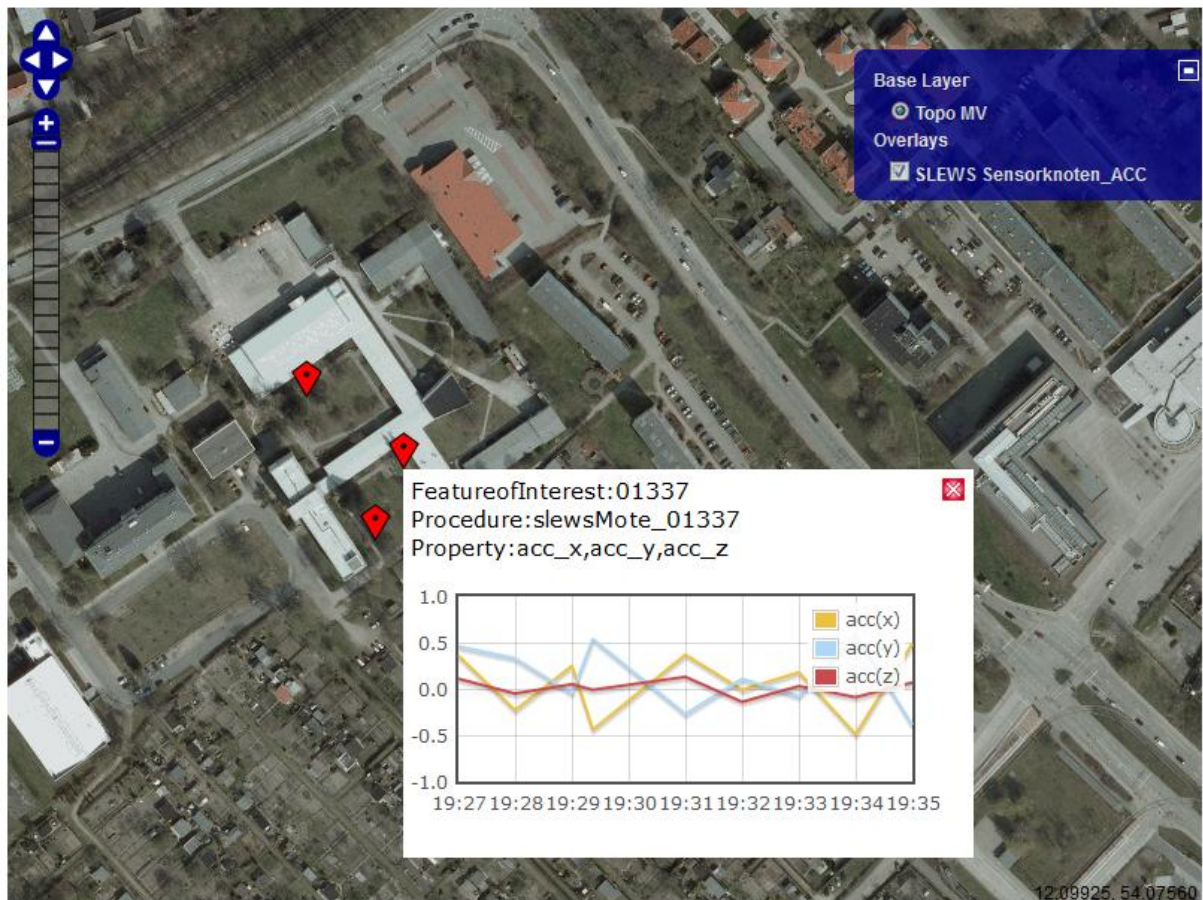 Base Layer
Topo MV
Overlays
SLEWS Sensorknoten_ACC
FeatureofInterest:01337
Procedure:slewsMote_01337
Property:acc_x,acc_y,acc_z
1.0
0.5
0.0
-0.5
-1.0
acc(x)
acc(y)
acc(z)
19:27 19:28 19:29 19:30 19:31 19:32 19:33 19:34 19:35
12.09925, 54.07560